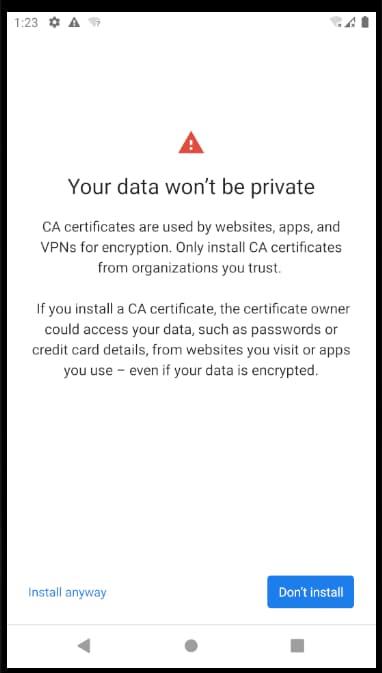 1:23
Your data won’t be private
CA certificates are used by websites, apps, and
VPNs for encryption. Only install CA certificates
from organizations you trust.
If you install a CA certificate, the certificate owner
could access your data, such as passwords or
credit card details, from websites you visit or apps
you use – even if your data is encrypted.
Install anyway
Don’t install